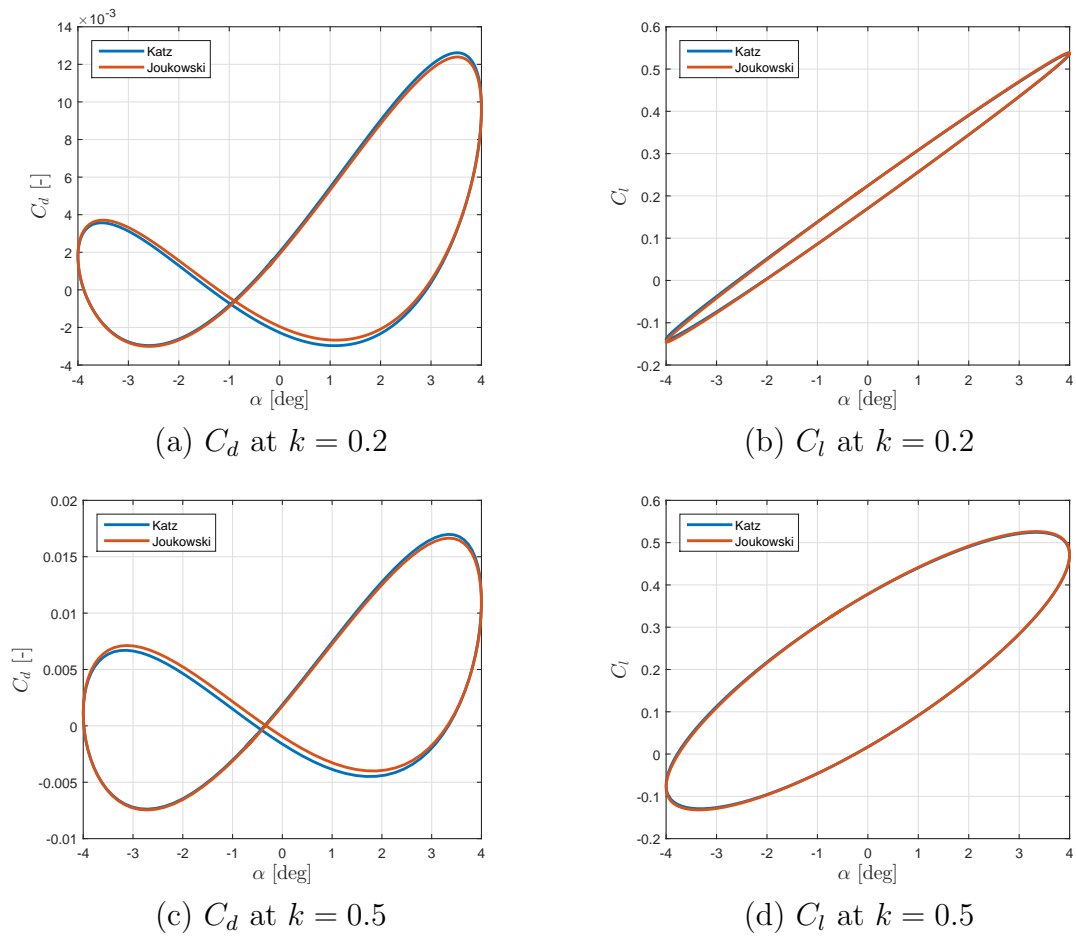 ×10⁻³
14
12
10
8
6
4
2
0
-2
-4
C_d [-]
Katz
Joukowski
-4 -3 -2 -1 0 1 2 3 4
α [deg]
(a) C_d at k = 0.2
0.6
0.5
0.4
0.3
0.2
0.1
0
-0.1
-0.2
C_l
Katz
Joukowski
-4 -3 -2 -1 0 1 2 3 4
α [deg]
(b) C_l at k = 0.2
0.02
0.015
0.01
0.005
0
-0.005
-0.01
C_d [-]
Katz
Joukowski
-4 -3 -2 -1 0 1 2 3 4
α [deg]
(c) C_d at k = 0.5
0.6
0.5
0.4
0.3
0.2
0.1
0
-0.1
-0.2
C_l
Katz
Joukowski
-4 -3 -2 -1 0 1 2 3 4
α [deg]
(d) C_l at k = 0.5